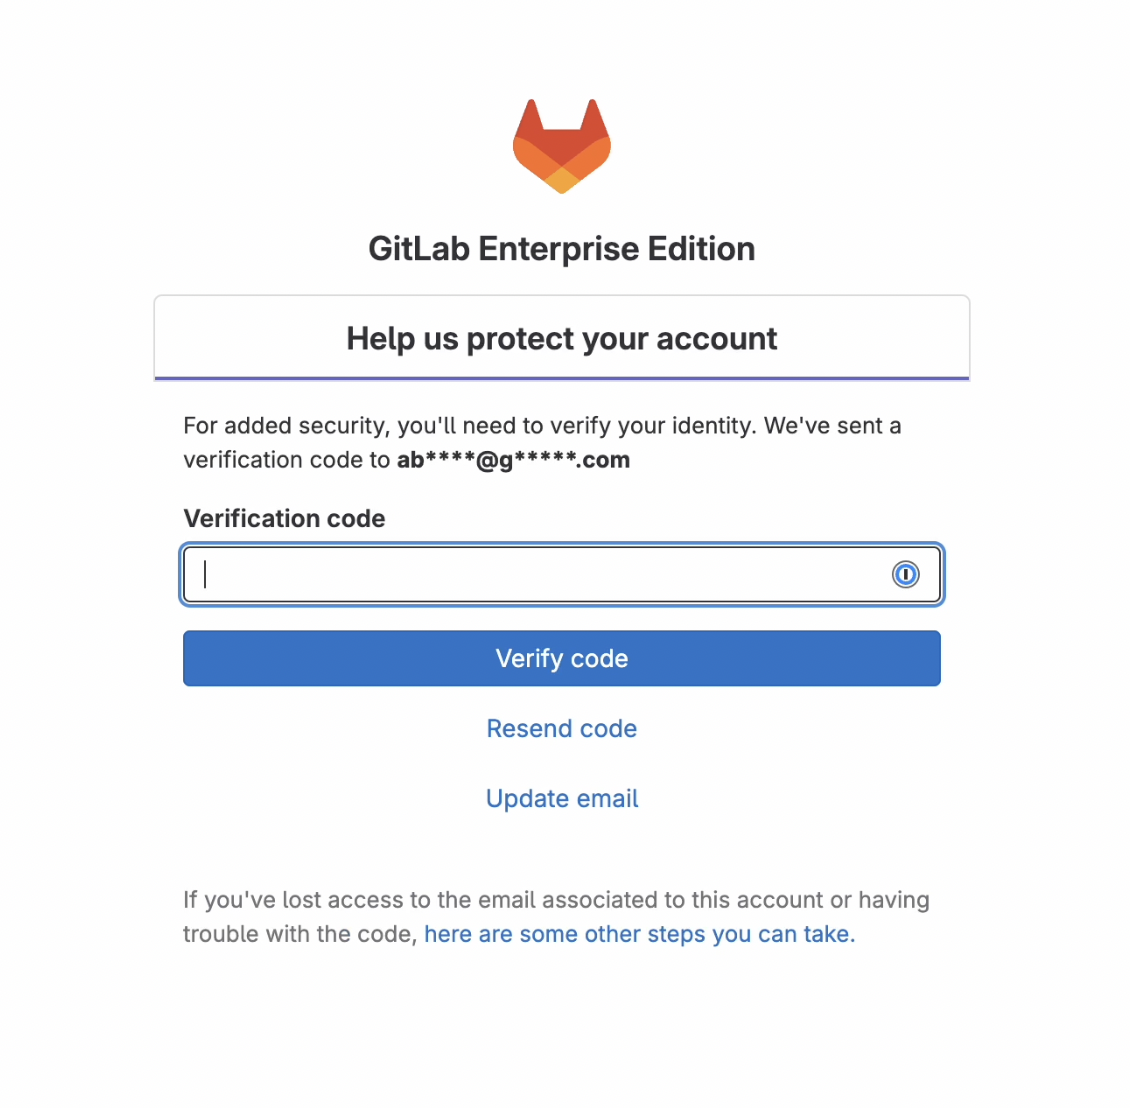 GitLab Enterprise Edition
Help us protect your account
For added security, you'll need to verify your identity. We've sent a
verification code to ab****@g*****.com
Verification code
Verify code
Resend code
Update email
If you've lost access to the email associated to this account or having
trouble with the code, here are some other steps you can take.